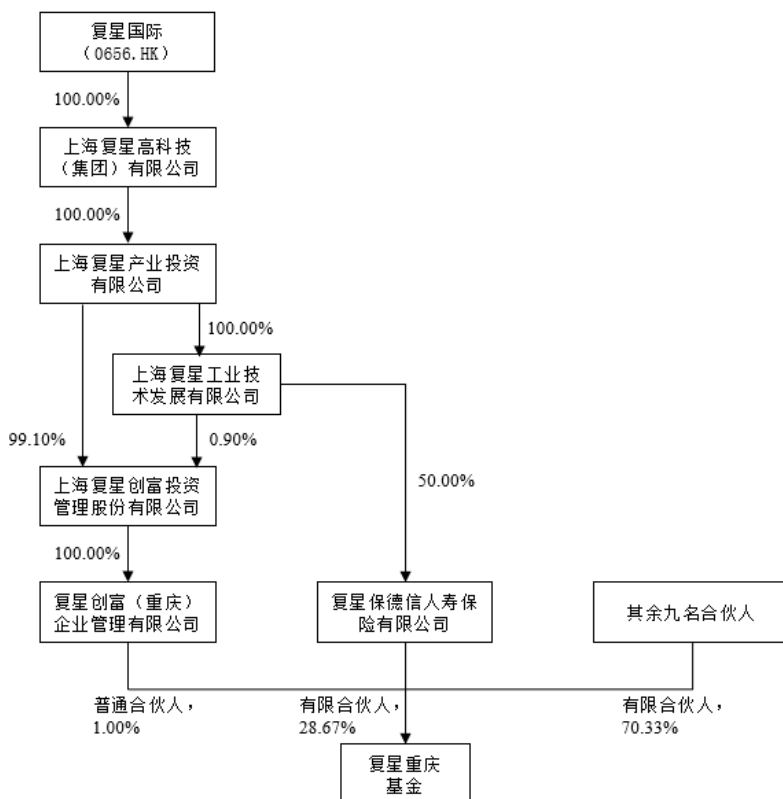 复星国际
（0656.HK）
100.00%
上海复星高科技
（集团）有限公司
100.00%
上海复星产业投资
有限公司
100.00%
上海复星工业技
术发展有限公司
99.10%
0.90%
50.00%
上海复星创富投资
管理股份有限公司
100.00%
复星创富（重庆）
企业管理有限公司
复星保德信人寿保
险有限公司
其余九名合伙人
普通合伙人，
1.00%
有限合伙人，
28.67%
有限合伙人，
70.33%
复星重庆
基金